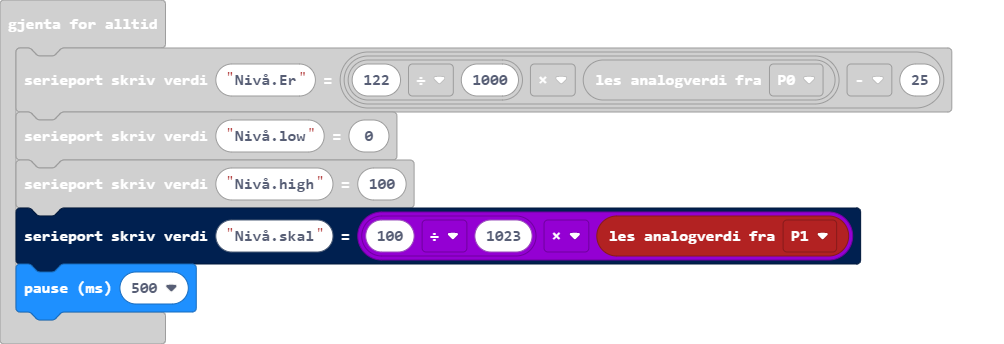 gjenta for alltid
serieport skriv verdi "Nivå.Er" = 122 ÷ 1000 × les analogverdi fra P0 - 25
serieport skriv verdi "Nivå.low" = 0
serieport skriv verdi "Nivå.high" = 100
serieport skriv verdi "Nivå.skal" = 100 ÷ 1023 × les analogverdi fra P1
pause (ms) 500